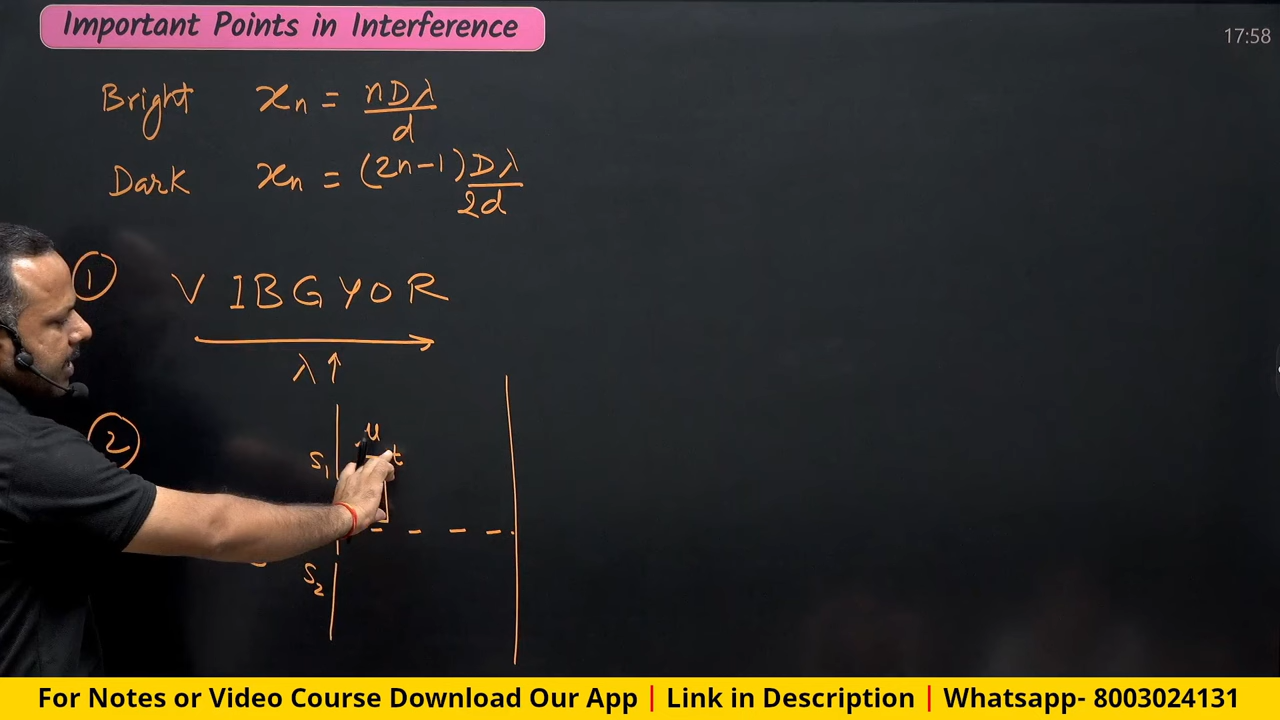 Important Points in Interference
17:58
Bright xₙ = nDλ/d
Dark xₙ = (2n-1)Dλ/2d
1 VIBGYOR
λ↑
2
μ
S₁ t
S₂
For Notes or Video Course Download Our App | Link in Description | Whatsapp- 8003024131